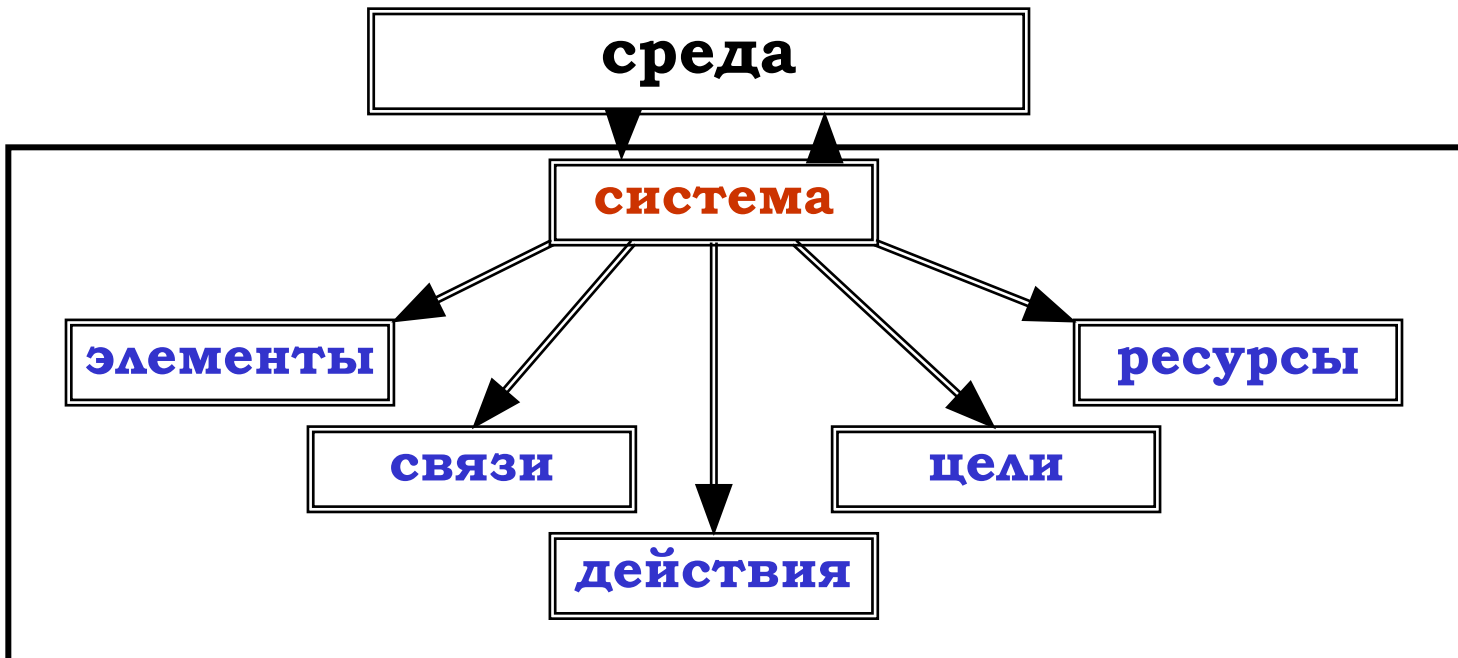 среда
система
элементы
ресурсы
связи
цели
действия